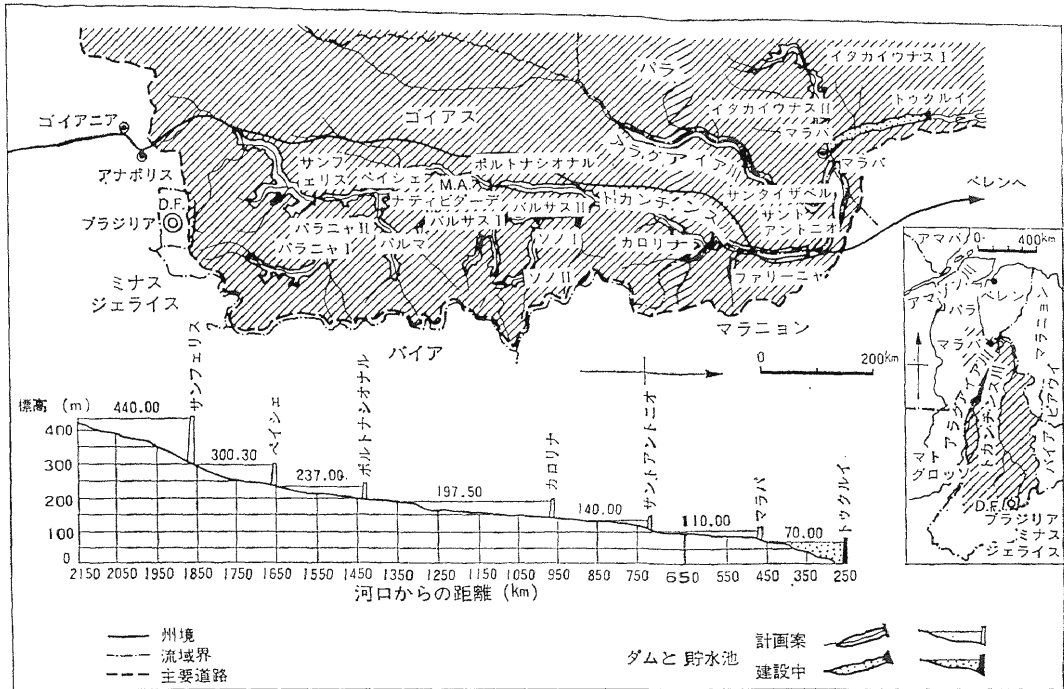 イタカイウナス I
パラ
イタカイウナス II
トゥクルイ
ゴイアニア
ゴイアス
マラバ
アラグアイア
アナポリス
サンフェリス
ペイシェ
ポルトナシオナル
マラバ
M.A.
サンタイザベル
ベレンへ
D.F.
ナティビダーデ
バルサス I
バルサス II
トカンチンス
サント
アントニオ
ブラジリア
パラニャ II
パルマ
ソノ I
カロリナ
パラニャ I
ソノ II
ファリーニャ
ミナス
ジェライス
バイア
マラニョン
0 200km
標高 (m)
サンフェリス
ペイシェ
ポルトナシオナル
カロリナ
サントアントニオ
マラバ
トゥクルイ
440.00
300.30
237.00
197.50
140.00
110.00
70.00
400
300
200
100
0
2150 2050 1950 1850 1750 1650 1550 1450 1350 1250 1150 1050 950 850 750 650 550 450 350 250
河口からの距離 (km)
0 400km
アマパ
アマゾン川
ベレン
パラ
マラニョン
マラバ
アラグアイア川
トカンチンス川
ピアウイ
バイア
マト
グロッソ
D.F.
ブラジリア
ミナス
ジェライス
州境
流域界
主要道路
ダムと貯水池
計画案
建設中